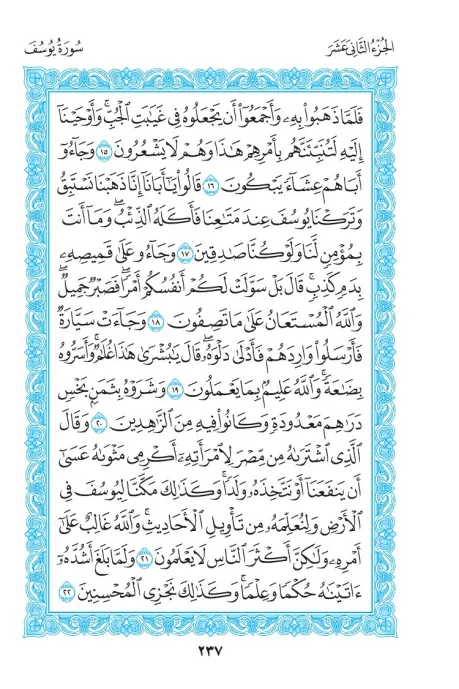 الجُزْءُ الثَّانِي عَشَرَ
سُورَةُ يُوسُفَ
فَلَمَّا ذَهَبُوا۟ بِهِۦ وَأَجْمَعُوٓا۟ أَن يَجْعَلُوهُ فِى غَيَـٰبَتِ ٱلْجُبِّۚ وَأَوْحَيْنَآ
إِلَيْهِ لَتُنَبِّئَنَّهُم بِأَمْرِهِمْ هَـٰذَا وَهُمْ لَا يَشْعُرُونَ ١٥ وَجَآءُوٓ
أَبَاهُمْ عِشَآءً يَبْكُونَ ١٦ قَالُوا۟ يَـٰٓأَبَانَآ إِنَّا ذَهَبْنَا نَسْتَبِقُ
وَتَرَكْنَا يُوسُفَ عِندَ مَتَـٰعِنَا فَأَكَلَهُ ٱلذِّئْبُۖ وَمَآ أَنتَ
بِمُؤْمِنٍ لَّنَا وَلَوْ كُنَّا صَـٰدِقِينَ ١٧ وَجَآءُو عَلَىٰ قَمِيصِهِۦ
بِدَمٍ كَذِبٍۚ قَالَ بَلْ سَوَّلَتْ لَكُمْ أَنفُسُكُمْ أَمْرًاۖ فَصَبْرٌ جَمِيلٌۖ
وَٱللَّهُ ٱلْمُسْتَعَانُ عَلَىٰ مَا تَصِفُونَ ١٨ وَجَآءَتْ سَيَّارَةٌ
فَأَرْسَلُوا۟ وَارِدَهُمْ فَأَدْلَىٰ دَلْوَهُۥۖ قَالَ يَـٰبُشْرَىٰ هَـٰذَا غُلَـٰمٌۚ وَأَسَرُّوهُ
بِضَـٰعَةًۚ وَٱللَّهُ عَلِيمٌۢ بِمَا يَعْمَلُونَ ١٩ وَشَرَوْهُ بِثَمَنٍۭ بَخْسٍ
دَرَٰهِمَ مَعْدُودَةٍ وَكَانُوا۟ فِيهِ مِنَ ٱلزَّٰهِدِينَ ٢٠ وَقَالَ
ٱلَّذِى ٱشْتَرَىٰهُ مِن مِّصْرَ لِٱمْرَأَتِهِۦٓ أَكْرِمِى مَثْوَىٰهُ عَسَىٰٓ
أَن يَنفَعَنَآ أَوْ نَتَّخِذَهُۥ وَلَدًاۚ وَكَذَٰلِكَ مَكَّنَّا لِيُوسُفَ فِى
ٱلْأَرْضِ وَلِنُعَلِّمَهُۥ مِن تَأْوِيلِ ٱلْأَحَادِيثِۚ وَٱللَّهُ غَالِبٌ عَلَىٰٓ
أَمْرِهِۦ وَلَـٰكِنَّ أَكْثَرَ ٱلنَّاسِ لَا يَعْلَمُونَ ٢١ وَلَمَّا بَلَغَ أَشُدَّهُۥٓ
ءَاتَيْنَـٰهُ حُكْمًا وَعِلْمًاۚ وَكَذَٰلِكَ نَجْزِى ٱلْمُحْسِنِينَ ٢٢
٢٣٧